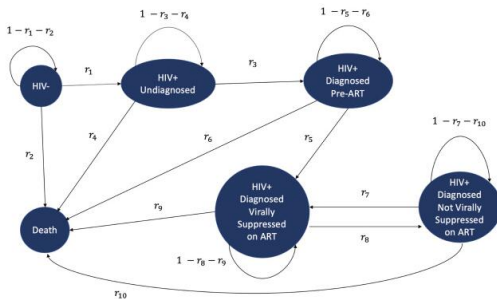 1 − r₃ − r₄
1 − r₅ − r₆
1 − r₁ − r₂
HIV-
r₁
HIV+
Undiagnosed
r₃
HIV+
Diagnosed
Pre-ART
1 − r₇ − r₁₀
r₂
r₄
r₆
r₅
Death
r₉
HIV+
Diagnosed
Virally
Suppressed
on ART
r₇
r₈
HIV+
Diagnosed
Not Virally
Suppressed
on ART
1 − r₈ − r₉
r₁₀